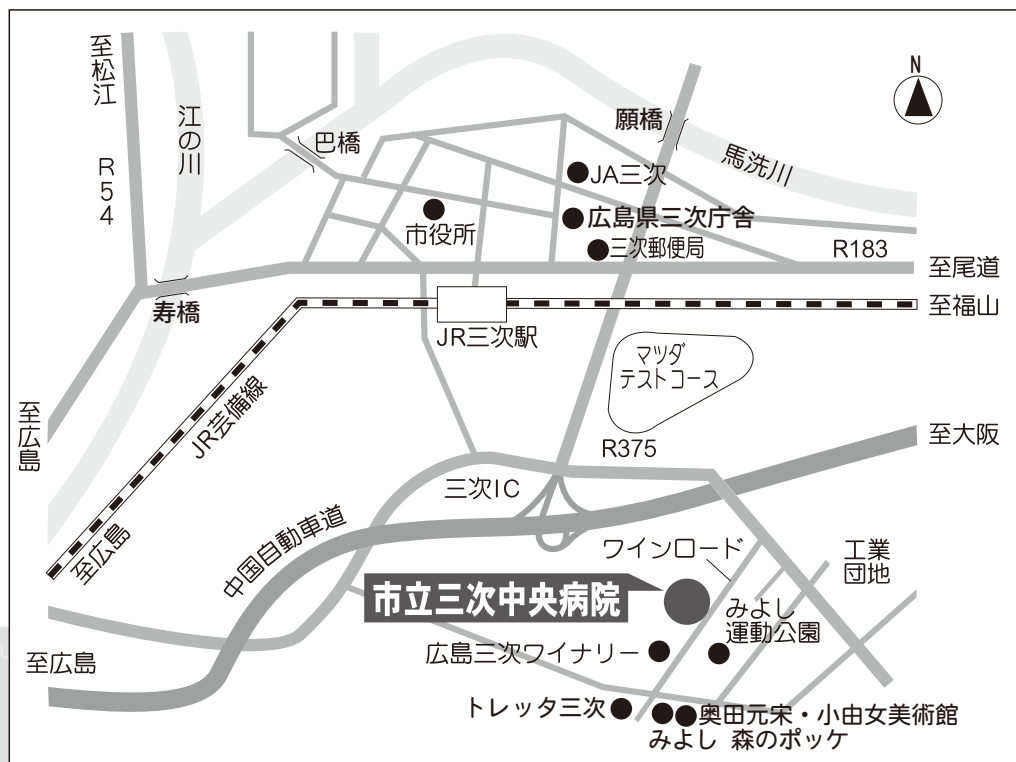 N
至松江
江の川
巴橋
願橋
馬洗川
R54
JA三次
広島県三次庁舎
市役所
三次郵便局
R183
至尾道
寿橋
至福山
JR三次駅
マツダ
テストコース
JR芸備線
至広島
R375
至大阪
三次IC
至広島
中国自動車道
ワインロード
工業
団地
市立三次中央病院
みよし
運動公園
広島三次ワイナリー
至広島
トレッタ三次
奥田元宋・小由女美術館
みよし 森のポッケ